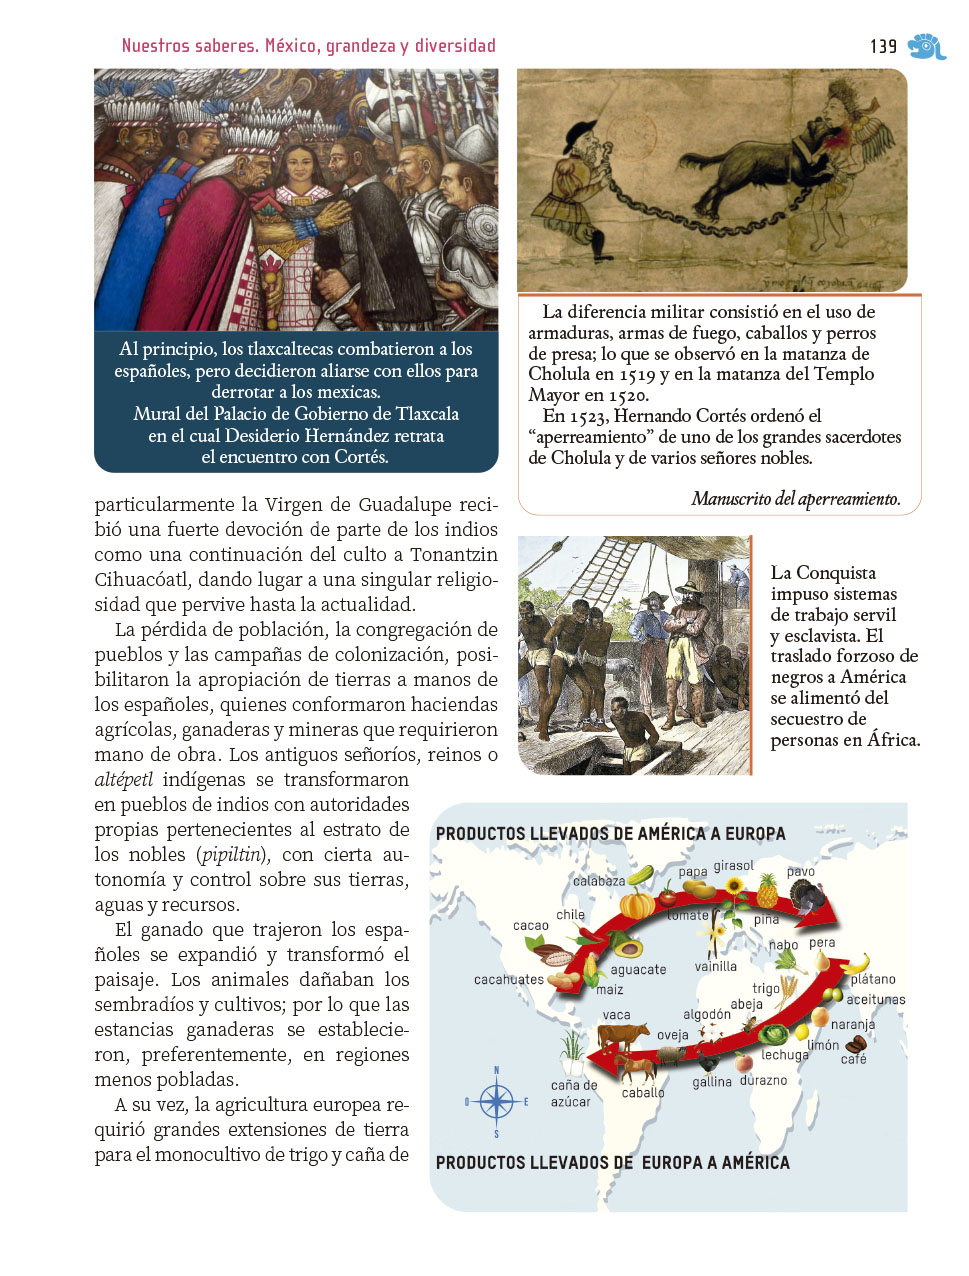 Nuestros saberes. México, grandeza y diversidad
139
Al principio, los tlaxcaltecas combatieron a los
españoles, pero decidieron aliarse con ellos para
derrotar a los mexicas.
Mural del Palacio de Gobierno de Tlaxcala
en el cual Desiderio Hernández retrata
el encuentro con Cortés.
La diferencia militar consistió en el uso de
armaduras, armas de fuego, caballos y perros
de presa; lo que se observó en la matanza de
Cholula en 1519 y en la matanza del Templo
Mayor en 1520.
En 1523, Hernando Cortés ordenó el
“aperreamiento” de uno de los grandes sacerdotes
de Cholula y de varios señores nobles.
Manuscrito del aperreamiento.
particularmente la Virgen de Guadalupe reci-
bió una fuerte devoción de parte de los indios
como una continuación del culto a Tonantzin
Cihuacóatl, dando lugar a una singular religio-
sidad que pervive hasta la actualidad.
La pérdida de población, la congregación de
pueblos y las campañas de colonización, posi-
bilitaron la apropiación de tierras a manos de
los españoles, quienes conformaron haciendas
agrícolas, ganaderas y mineras que requirieron
mano de obra. Los antiguos señoríos, reinos o
altépetl indígenas se transformaron
en pueblos de indios con autoridades
propias pertenecientes al estrato de
los nobles (pipiltin), con cierta au-
tonomía y control sobre sus tierras,
aguas y recursos.
El ganado que trajeron los espa-
ñoles se expandió y transformó el
paisaje. Los animales dañaban los
sembradíos y cultivos; por lo que las
estancias ganaderas se establecie-
ron, preferentemente, en regiones
menos pobladas.
A su vez, la agricultura europea re-
quirió grandes extensiones de tierra
para el monocultivo de trigo y caña de
La Conquista
impuso sistemas
de trabajo servil
y esclavista. El
traslado forzoso de
negros a América
se alimentó del
secuestro de
personas en África.
PRODUCTOS LLEVADOS DE AMÉRICA A EUROPA
calabaza
papa
girasol
pavo
cacao
chile
tomate
piña
cacahuates
maiz
aguacate
vainilla
nabo
pera
plátano
trigo
aceitunas
abeja
algodón
naranja
vaca
oveja
limón
café
lechuga
caña de
azúcar
caballo
gallina
durazno
N
O
E
S
PRODUCTOS LLEVADOS DE EUROPA A AMÉRICA